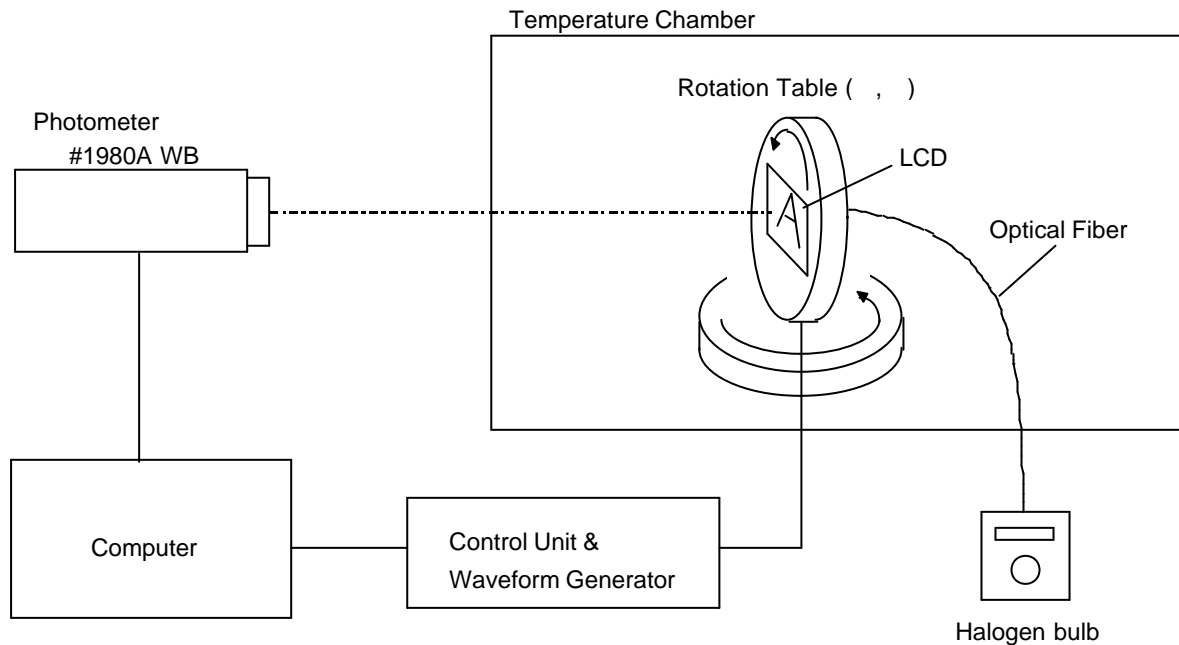 Temperature Chamber
Rotation Table ( , )
Photometer
#1980A WB
LCD
A
Optical Fiber
Computer
Control Unit &
Waveform Generator
Halogen bulb